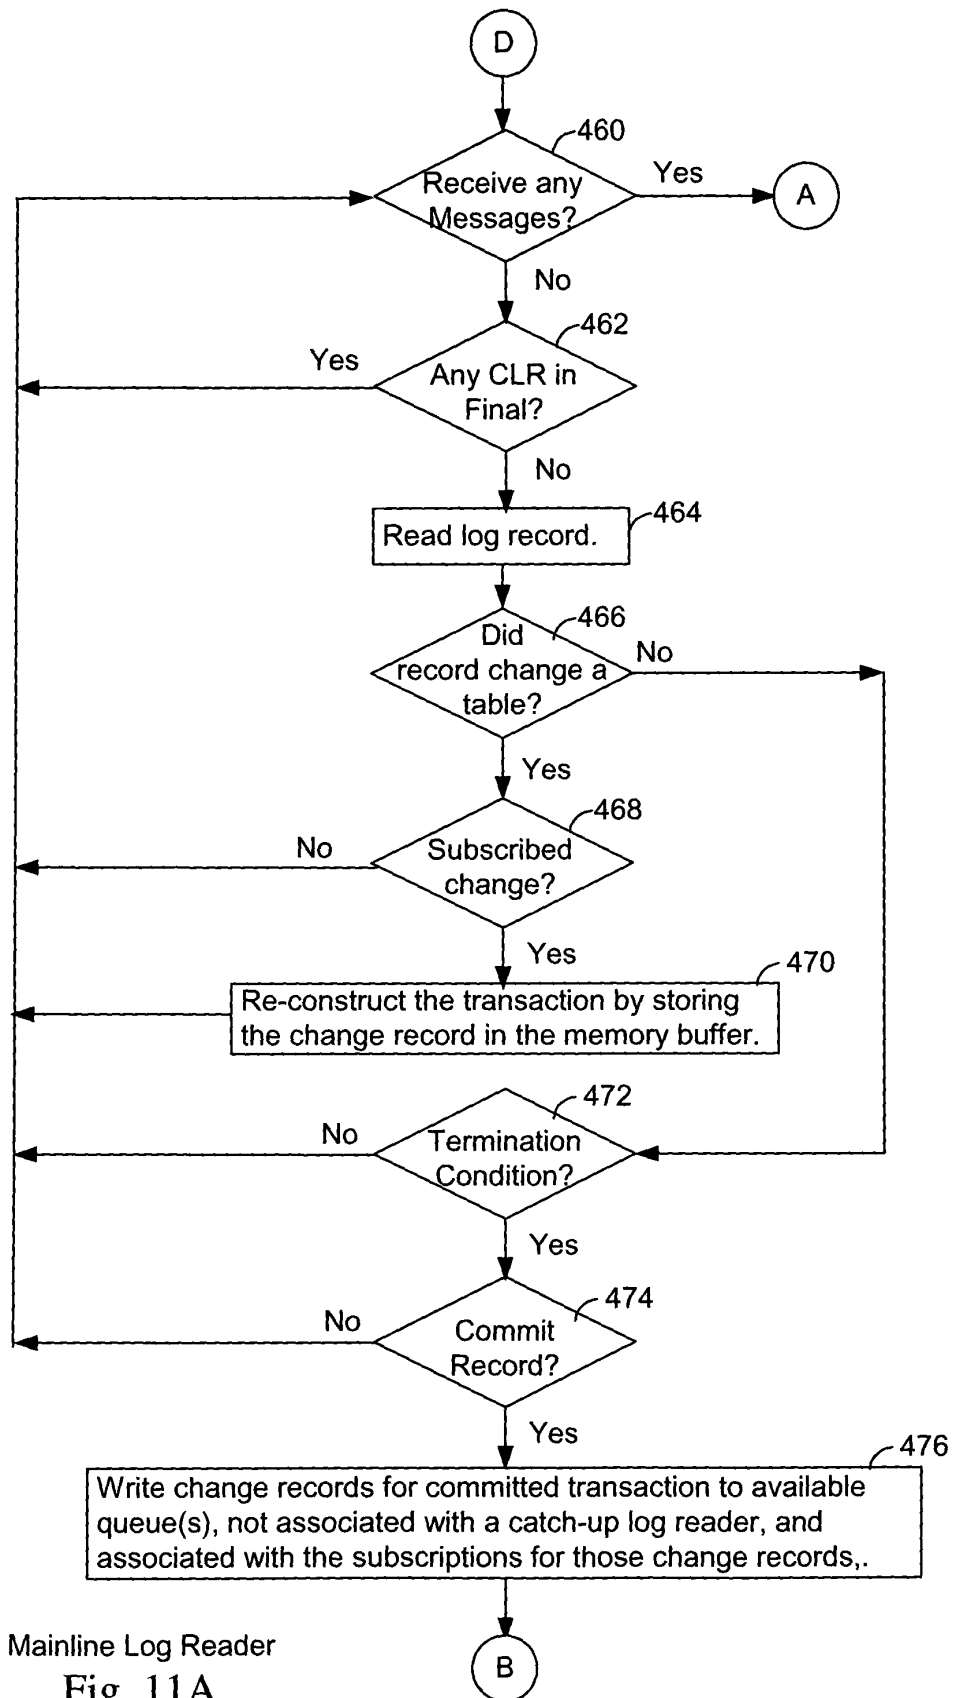 D
460
Receive any
Messages?
Yes
A
No
462
Yes
Any CLR in
Final?
No
464
Read log record.
466
Did
record change a
table?
No
Yes
468
No
Subscribed
change?
Yes
470
Re-construct the transaction by storing
the change record in the memory buffer.
472
No
Termination
Condition?
Yes
474
No
Commit
Record?
Yes
476
Write change records for committed transaction to available
queue(s), not associated with a catch-up log reader, and
associated with the subscriptions for those change records,.
Mainline Log Reader
B
Fig. 11A